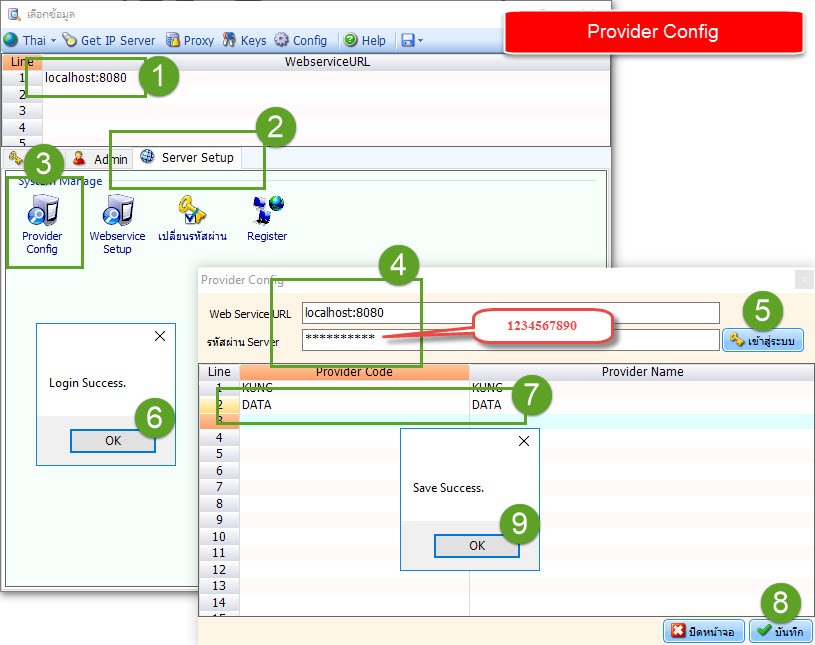 เลือกข้อมูล
Provider Config
Thai Get IP Server Proxy Keys Config Help
Line WebserviceURL
1 localhost:8080
1
2
3
4
5
2
3
Admin Server Setup
System Manage
Provider Config
Webservice Setup
เปลี่ยนรหัสผ่าน
Register
4
Provider Config
Web Service URL localhost:8080
5
รหัสผ่าน Server ********** 1234567890 เข้าสู่ระบบ
Line Provider Code Provider Name
1 KUNG KUNG
2 DATA DATA
7
3
4
5
6
7
8
9
10
11
12
13
14
Login Success.
6
OK
Save Success.
9
OK
8
ปิดหน้าจอ บันทึก